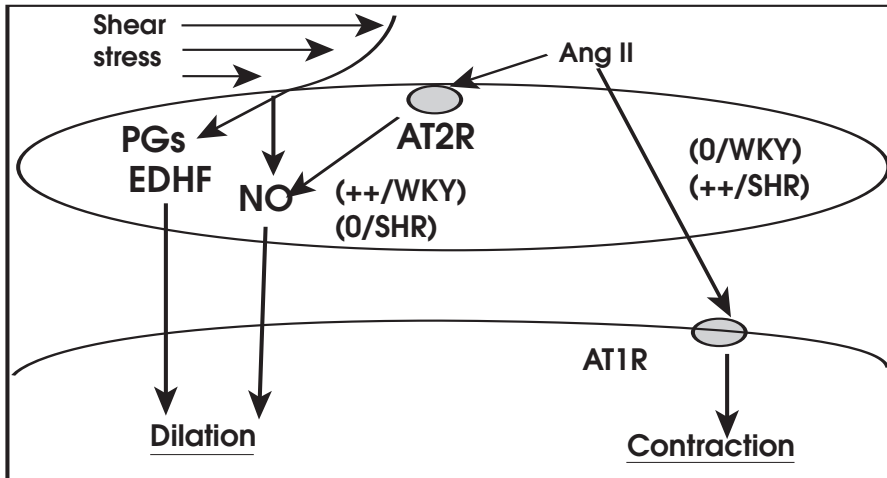 Shear
stress
Ang II
PGs
EDHF
AT2R
NO
(++/WKY)
(0/SHR)
(0/WKY)
(++/SHR)
AT1R
Dilation
Contraction